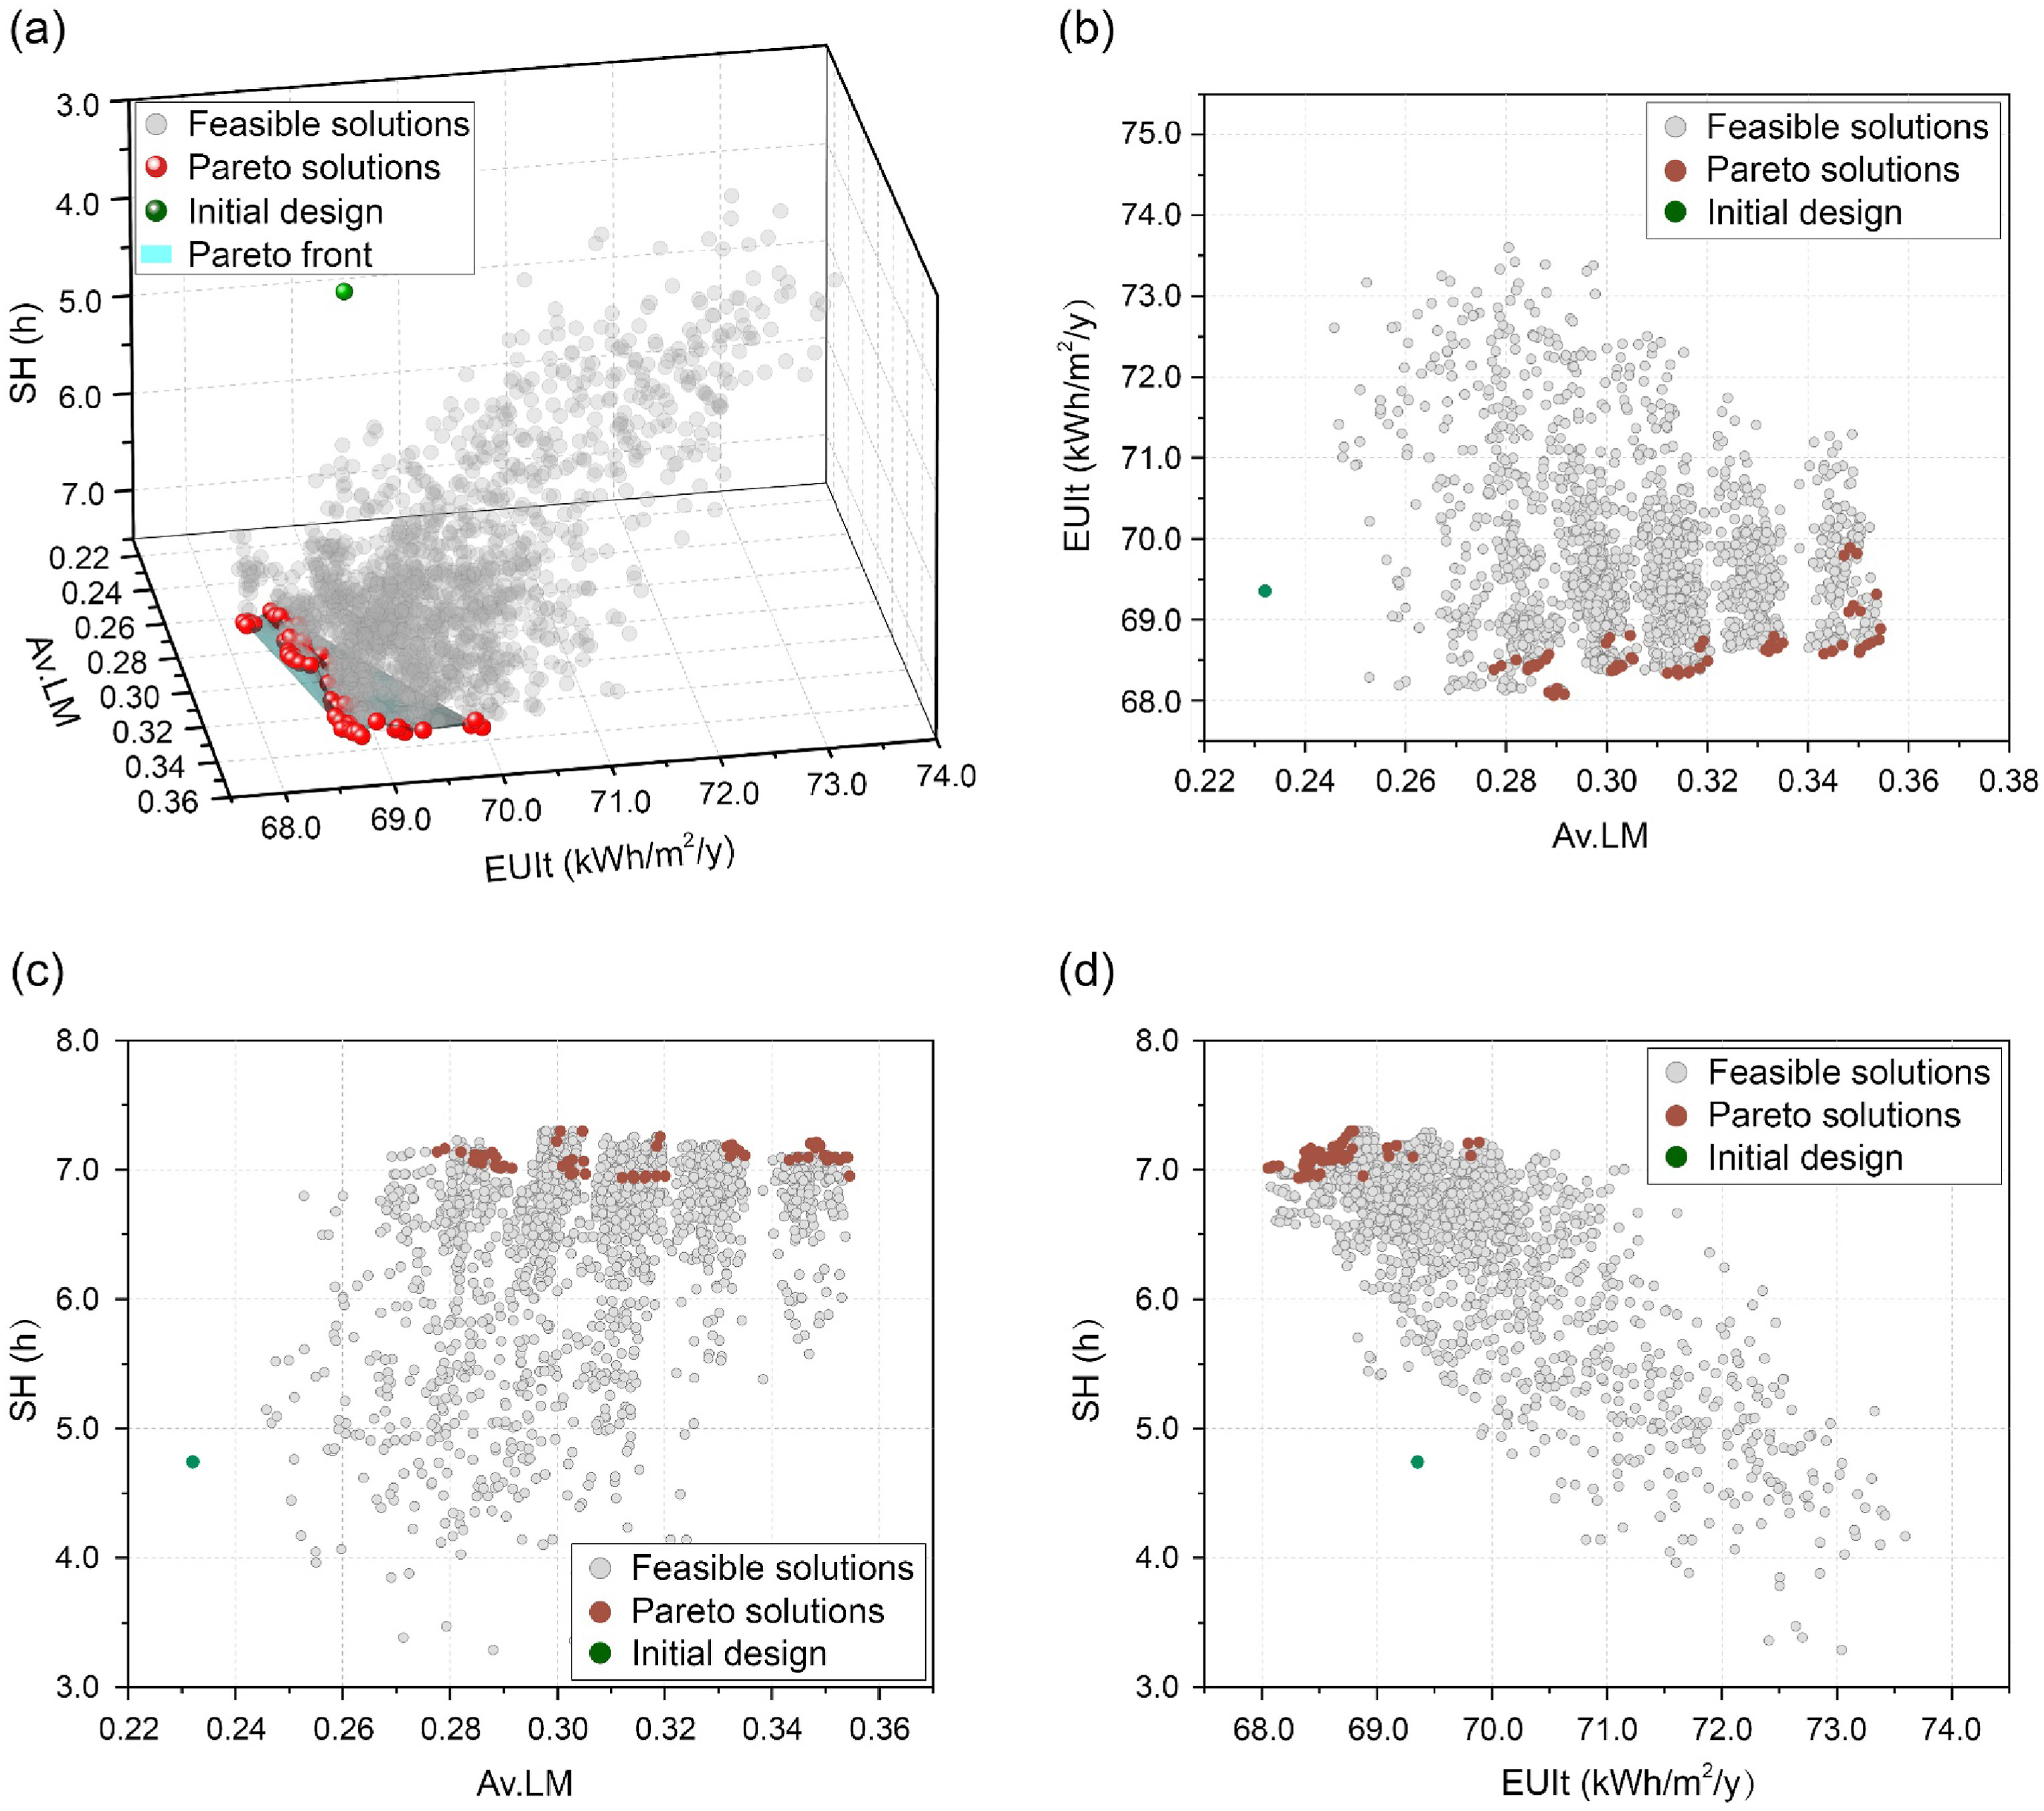 (a)
3.0
4.0
5.0
6.0
7.0
SH (h)
Feasible solutions
Pareto solutions
Initial design
Pareto front
0.22
0.24
0.26
0.28
0.30
0.32
0.34
0.36
Av.LM
68.0
69.0
70.0
71.0
72.0
73.0
74.0
EUIt (kWh/m²/y)
(b)
75.0
74.0
73.0
72.0
71.0
70.0
69.0
68.0
EUIt (kWh/m²/y)
Feasible solutions
Pareto solutions
Initial design
0.22 0.24 0.26 0.28 0.30 0.32 0.34 0.36 0.38
Av.LM
(c)
8.0
7.0
6.0
5.0
4.0
3.0
SH (h)
Feasible solutions
Pareto solutions
Initial design
0.22 0.24 0.26 0.28 0.30 0.32 0.34 0.36
Av.LM
(d)
8.0
7.0
6.0
5.0
4.0
3.0
SH (h)
Feasible solutions
Pareto solutions
Initial design
68.0 69.0 70.0 71.0 72.0 73.0 74.0
EUIt (kWh/m²/y)